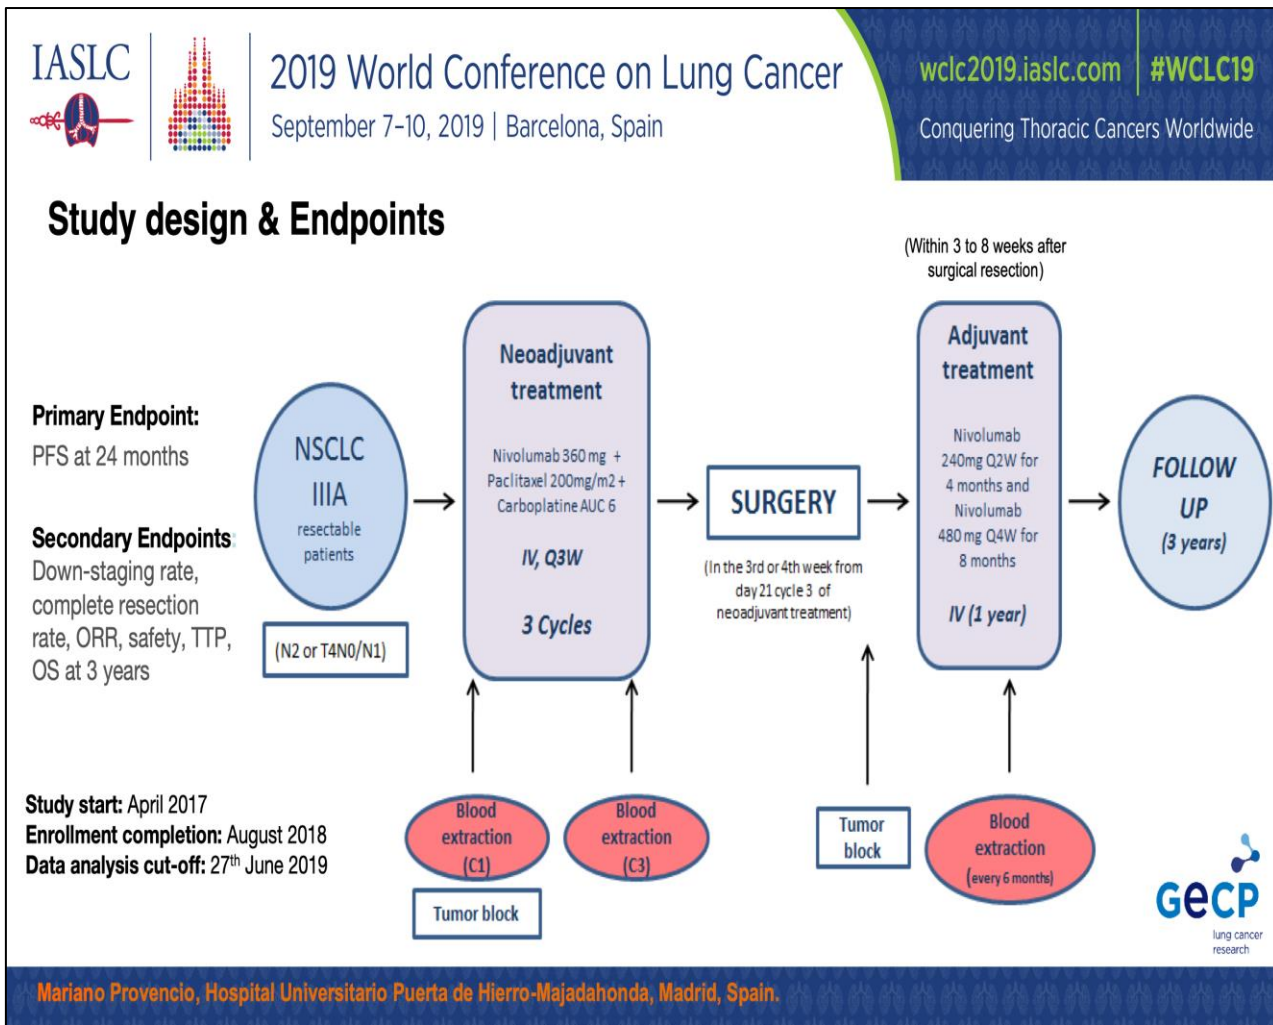 IASLC
2019 World Conference on Lung Cancer
September 7–10, 2019 | Barcelona, Spain
wclc2019.iaslc.com | #WCLC19
Conquering Thoracic Cancers Worldwide
Study design & Endpoints
Primary Endpoint:
PFS at 24 months
Secondary Endpoints:
Down-staging rate,
complete resection
rate, ORR, safety, TTP,
OS at 3 years
NSCLC
IIIA
resectable
patients
(N2 or T4N0/N1)
Neoadjuvant
treatment
Nivolumab 360 mg +
Paclitaxel 200mg/m2 +
Carboplatine AUC 6
IV, Q3W
3 Cycles
SURGERY
(In the 3rd or 4th week from
day 21 cycle 3 of
neoadjuvant treatment)
(Within 3 to 8 weeks after
surgical resection)
Adjuvant
treatment
Nivolumab
240mg Q2W for
4 months and
Nivolumab
480 mg Q4W for
8 months
IV (1 year)
FOLLOW
UP
(3 years)
Study start: April 2017
Enrollment completion: August 2018
Data analysis cut-off: 27th June 2019
Blood
extraction
(C1)
Tumor block
Blood
extraction
(C3)
Tumor
block
Blood
extraction
(every 6 months)
GeCP
lung cancer
research
Mariano Provencio, Hospital Universitario Puerta de Hierro-Majadahonda, Madrid, Spain.